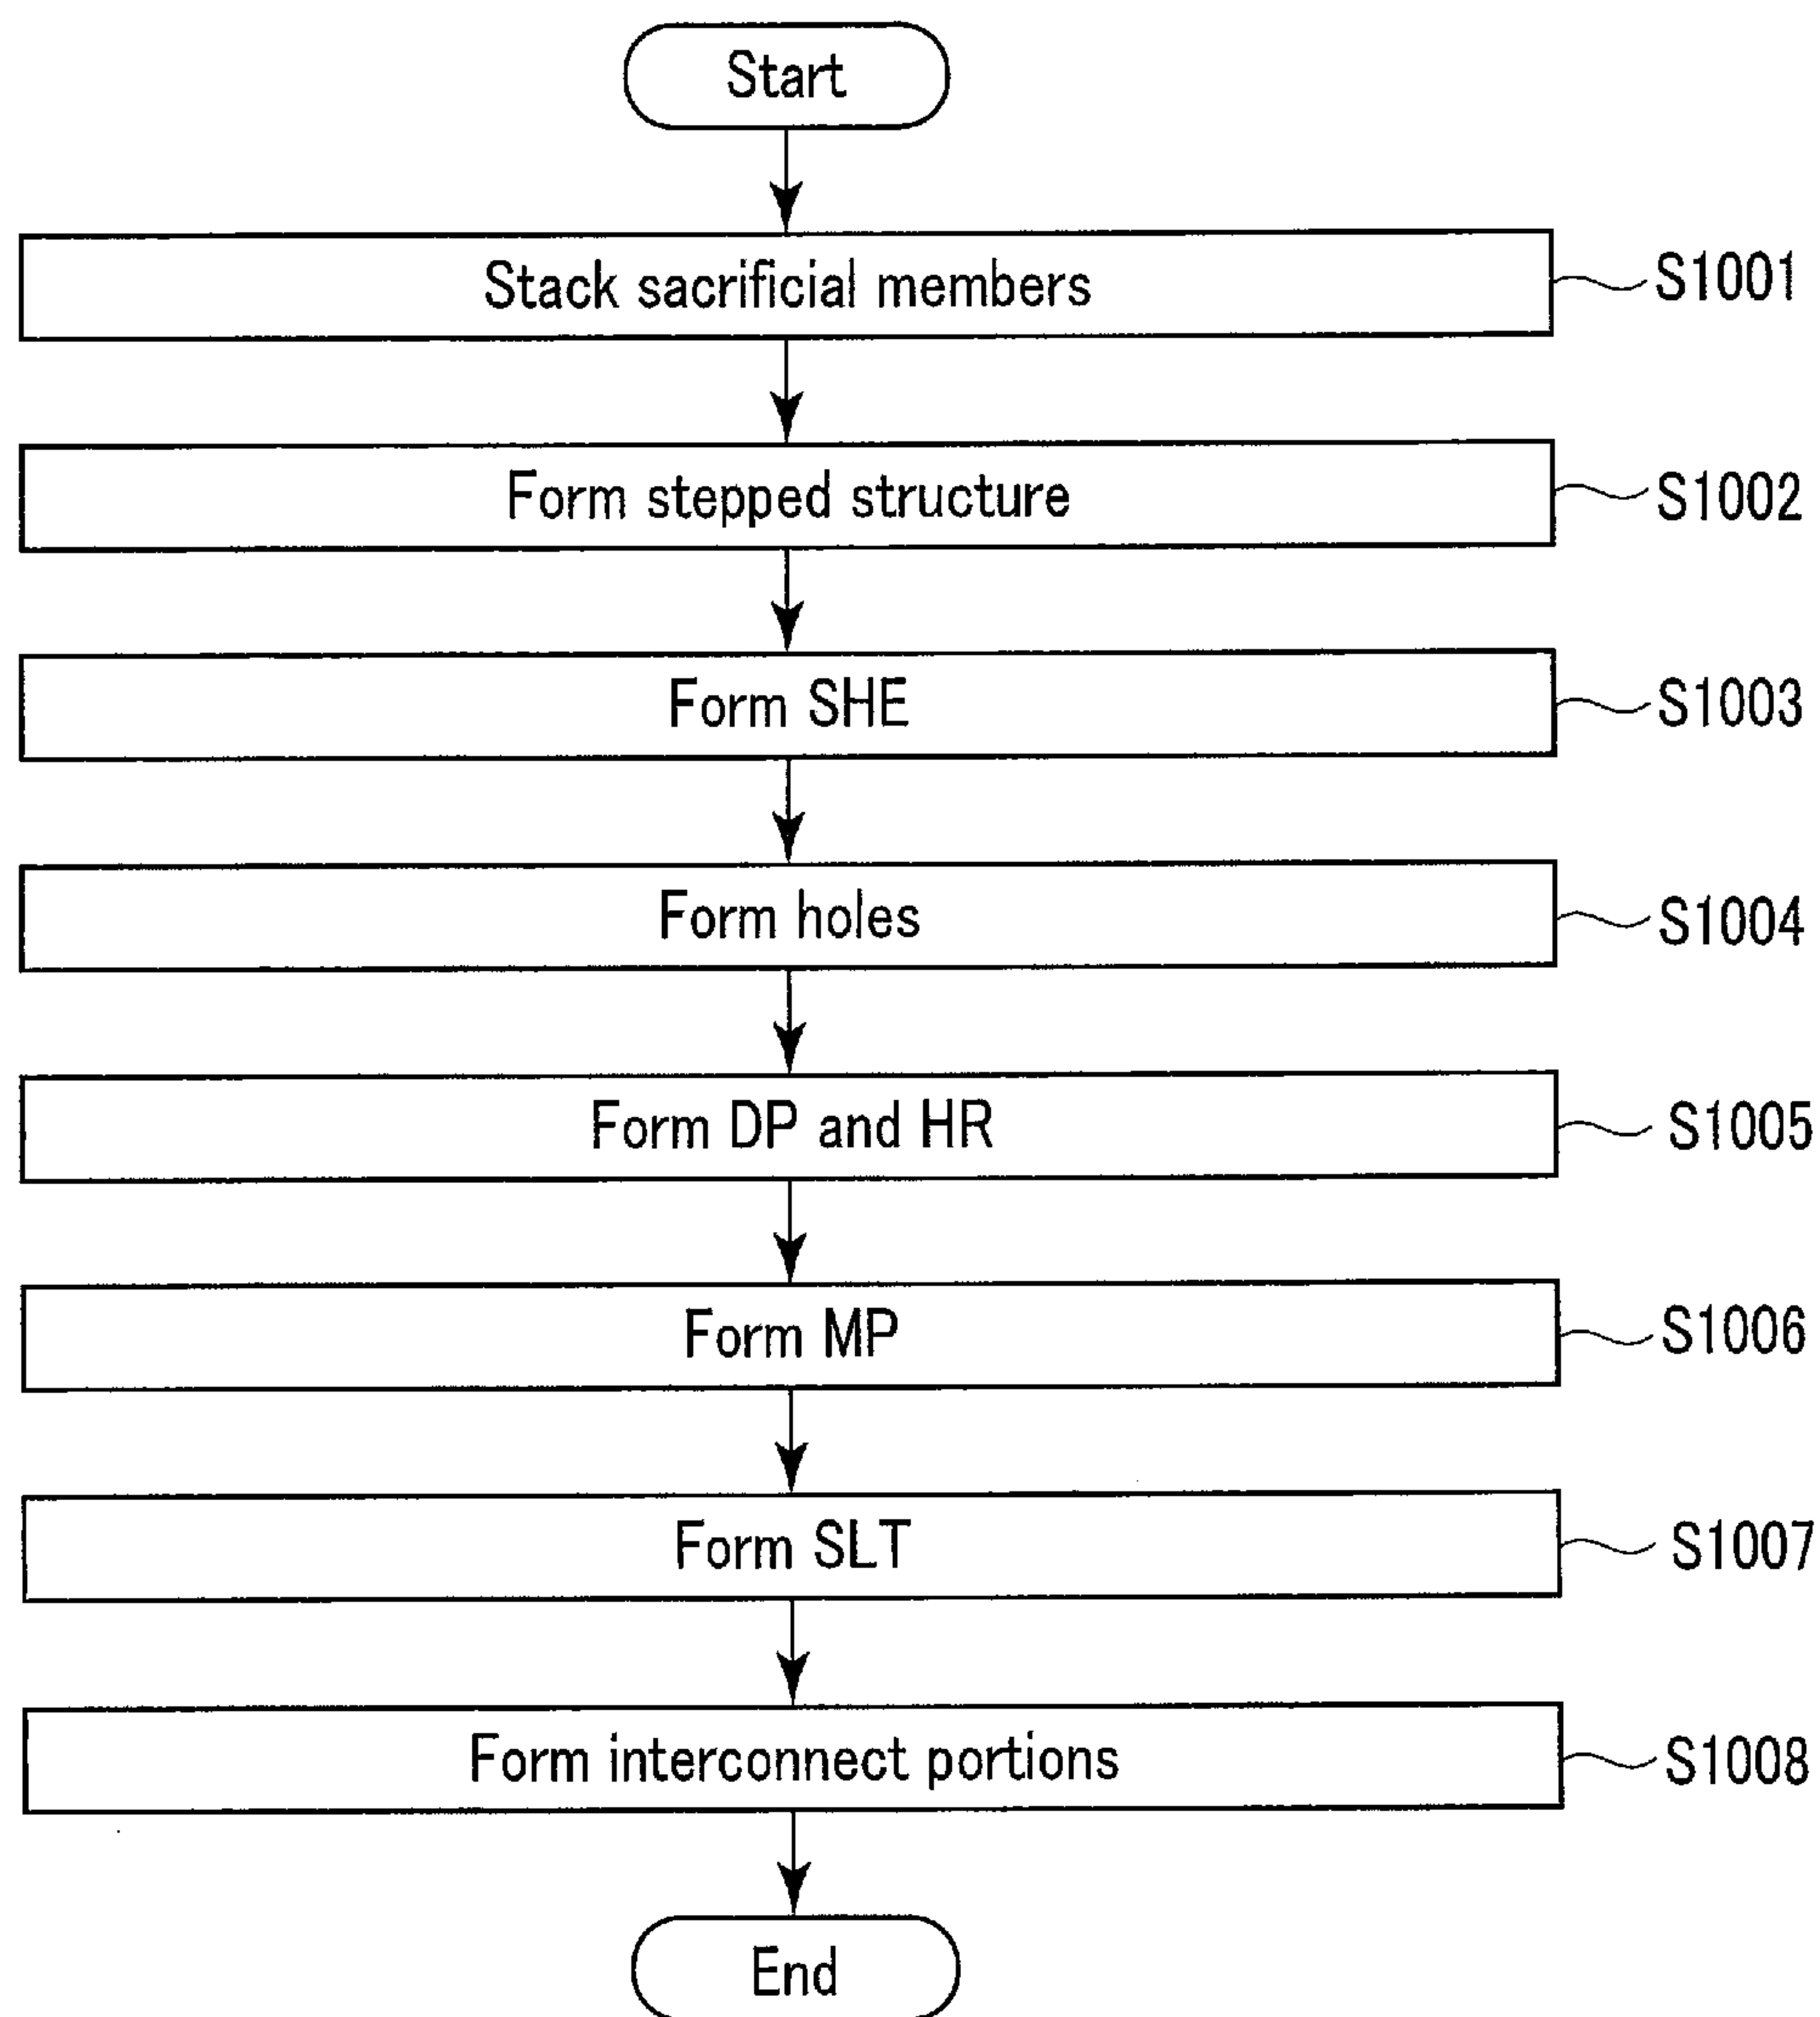 Start
Stack sacrificial members
S1001
Form stepped structure
S1002
Form SHE
S1003
Form holes
S1004
Form DP and HR
S1005
Form MP
S1006
Form SLT
S1007
Form interconnect portions
S1008
End